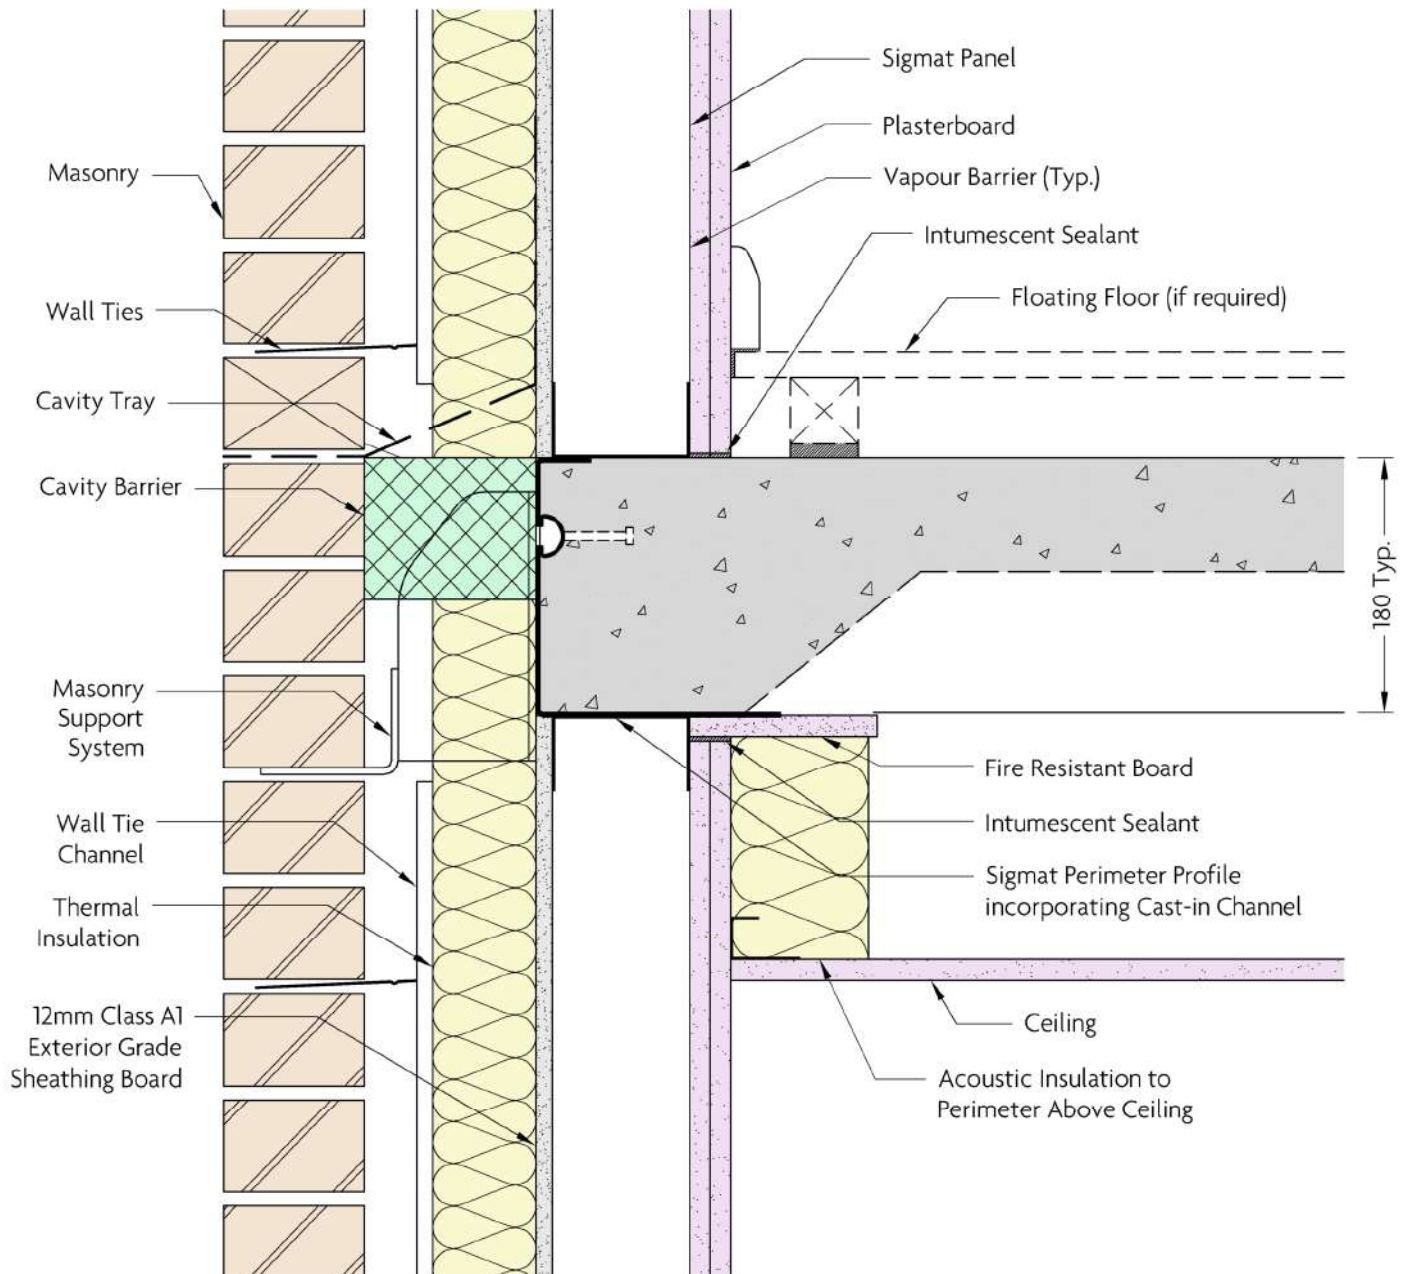 Masonry
Wall Ties
Cavity Tray
Cavity Barrier
Masonry
Support
System
Wall Tie
Channel
Thermal
Insulation
12mm Class A1
Exterior Grade
Sheathing Board
Sigmat Panel
Plasterboard
Vapour Barrier (Typ.)
Intumescent Sealant
Floating Floor (if required)
180 Typ.
Fire Resistant Board
Intumescent Sealant
Sigmat Perimeter Profile
incorporating Cast-in Channel
Ceiling
Acoustic Insulation to
Perimeter Above Ceiling